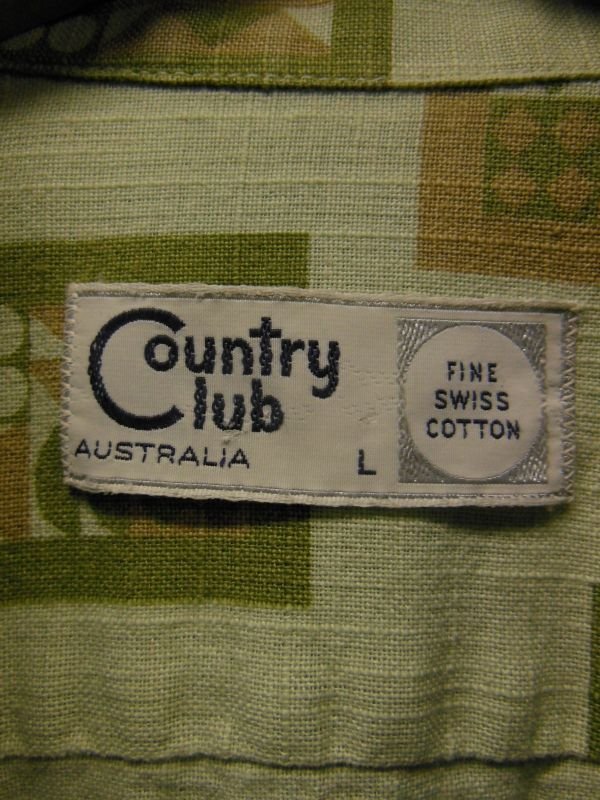 Country
Club
AUSTRALIA
L
FINE
SWISS
COTTON